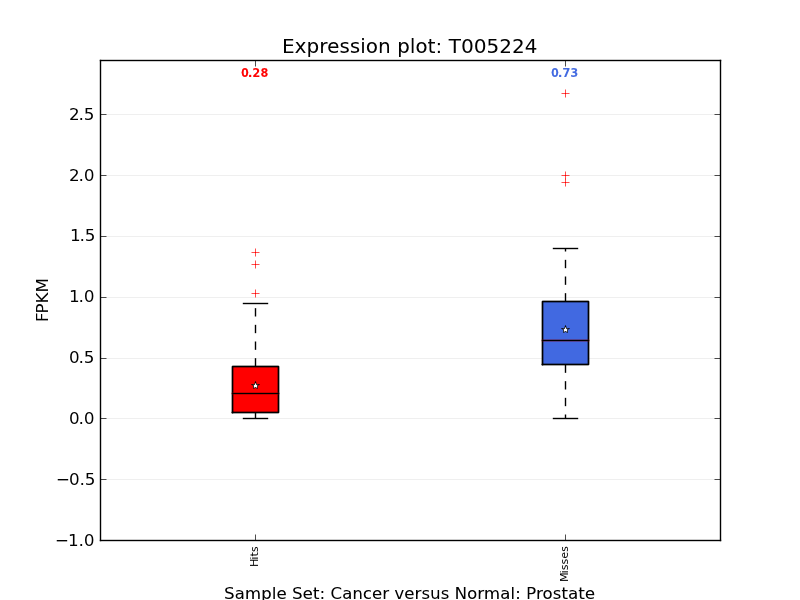 Expression plot: T005224
0.28 0.73
2.5
2.0
1.5
1.0
0.5
0.0
−0.5
−1.0
FPKM
Hits
Misses
Sample Set: Cancer versus Normal: Prostate